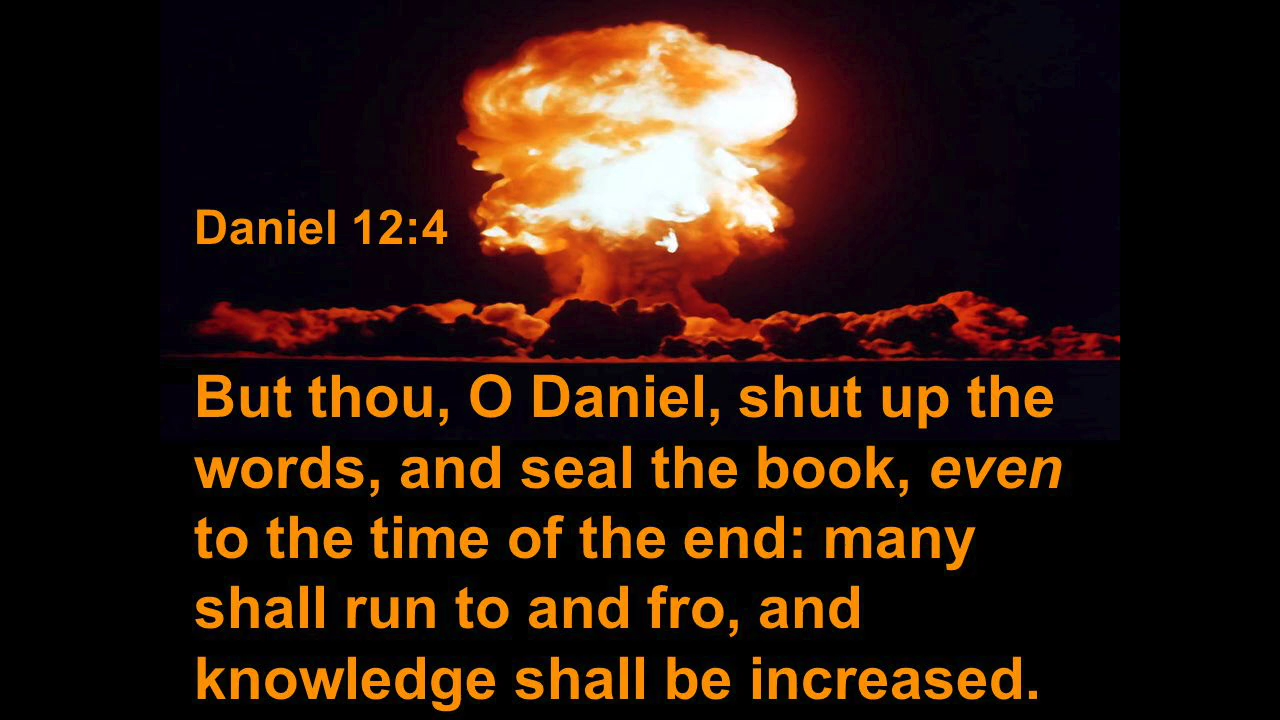 Daniel 12:4
But thou, O Daniel, shut up the
words, and seal the book, even
to the time of the end: many
shall run to and fro, and
knowledge shall be increased.